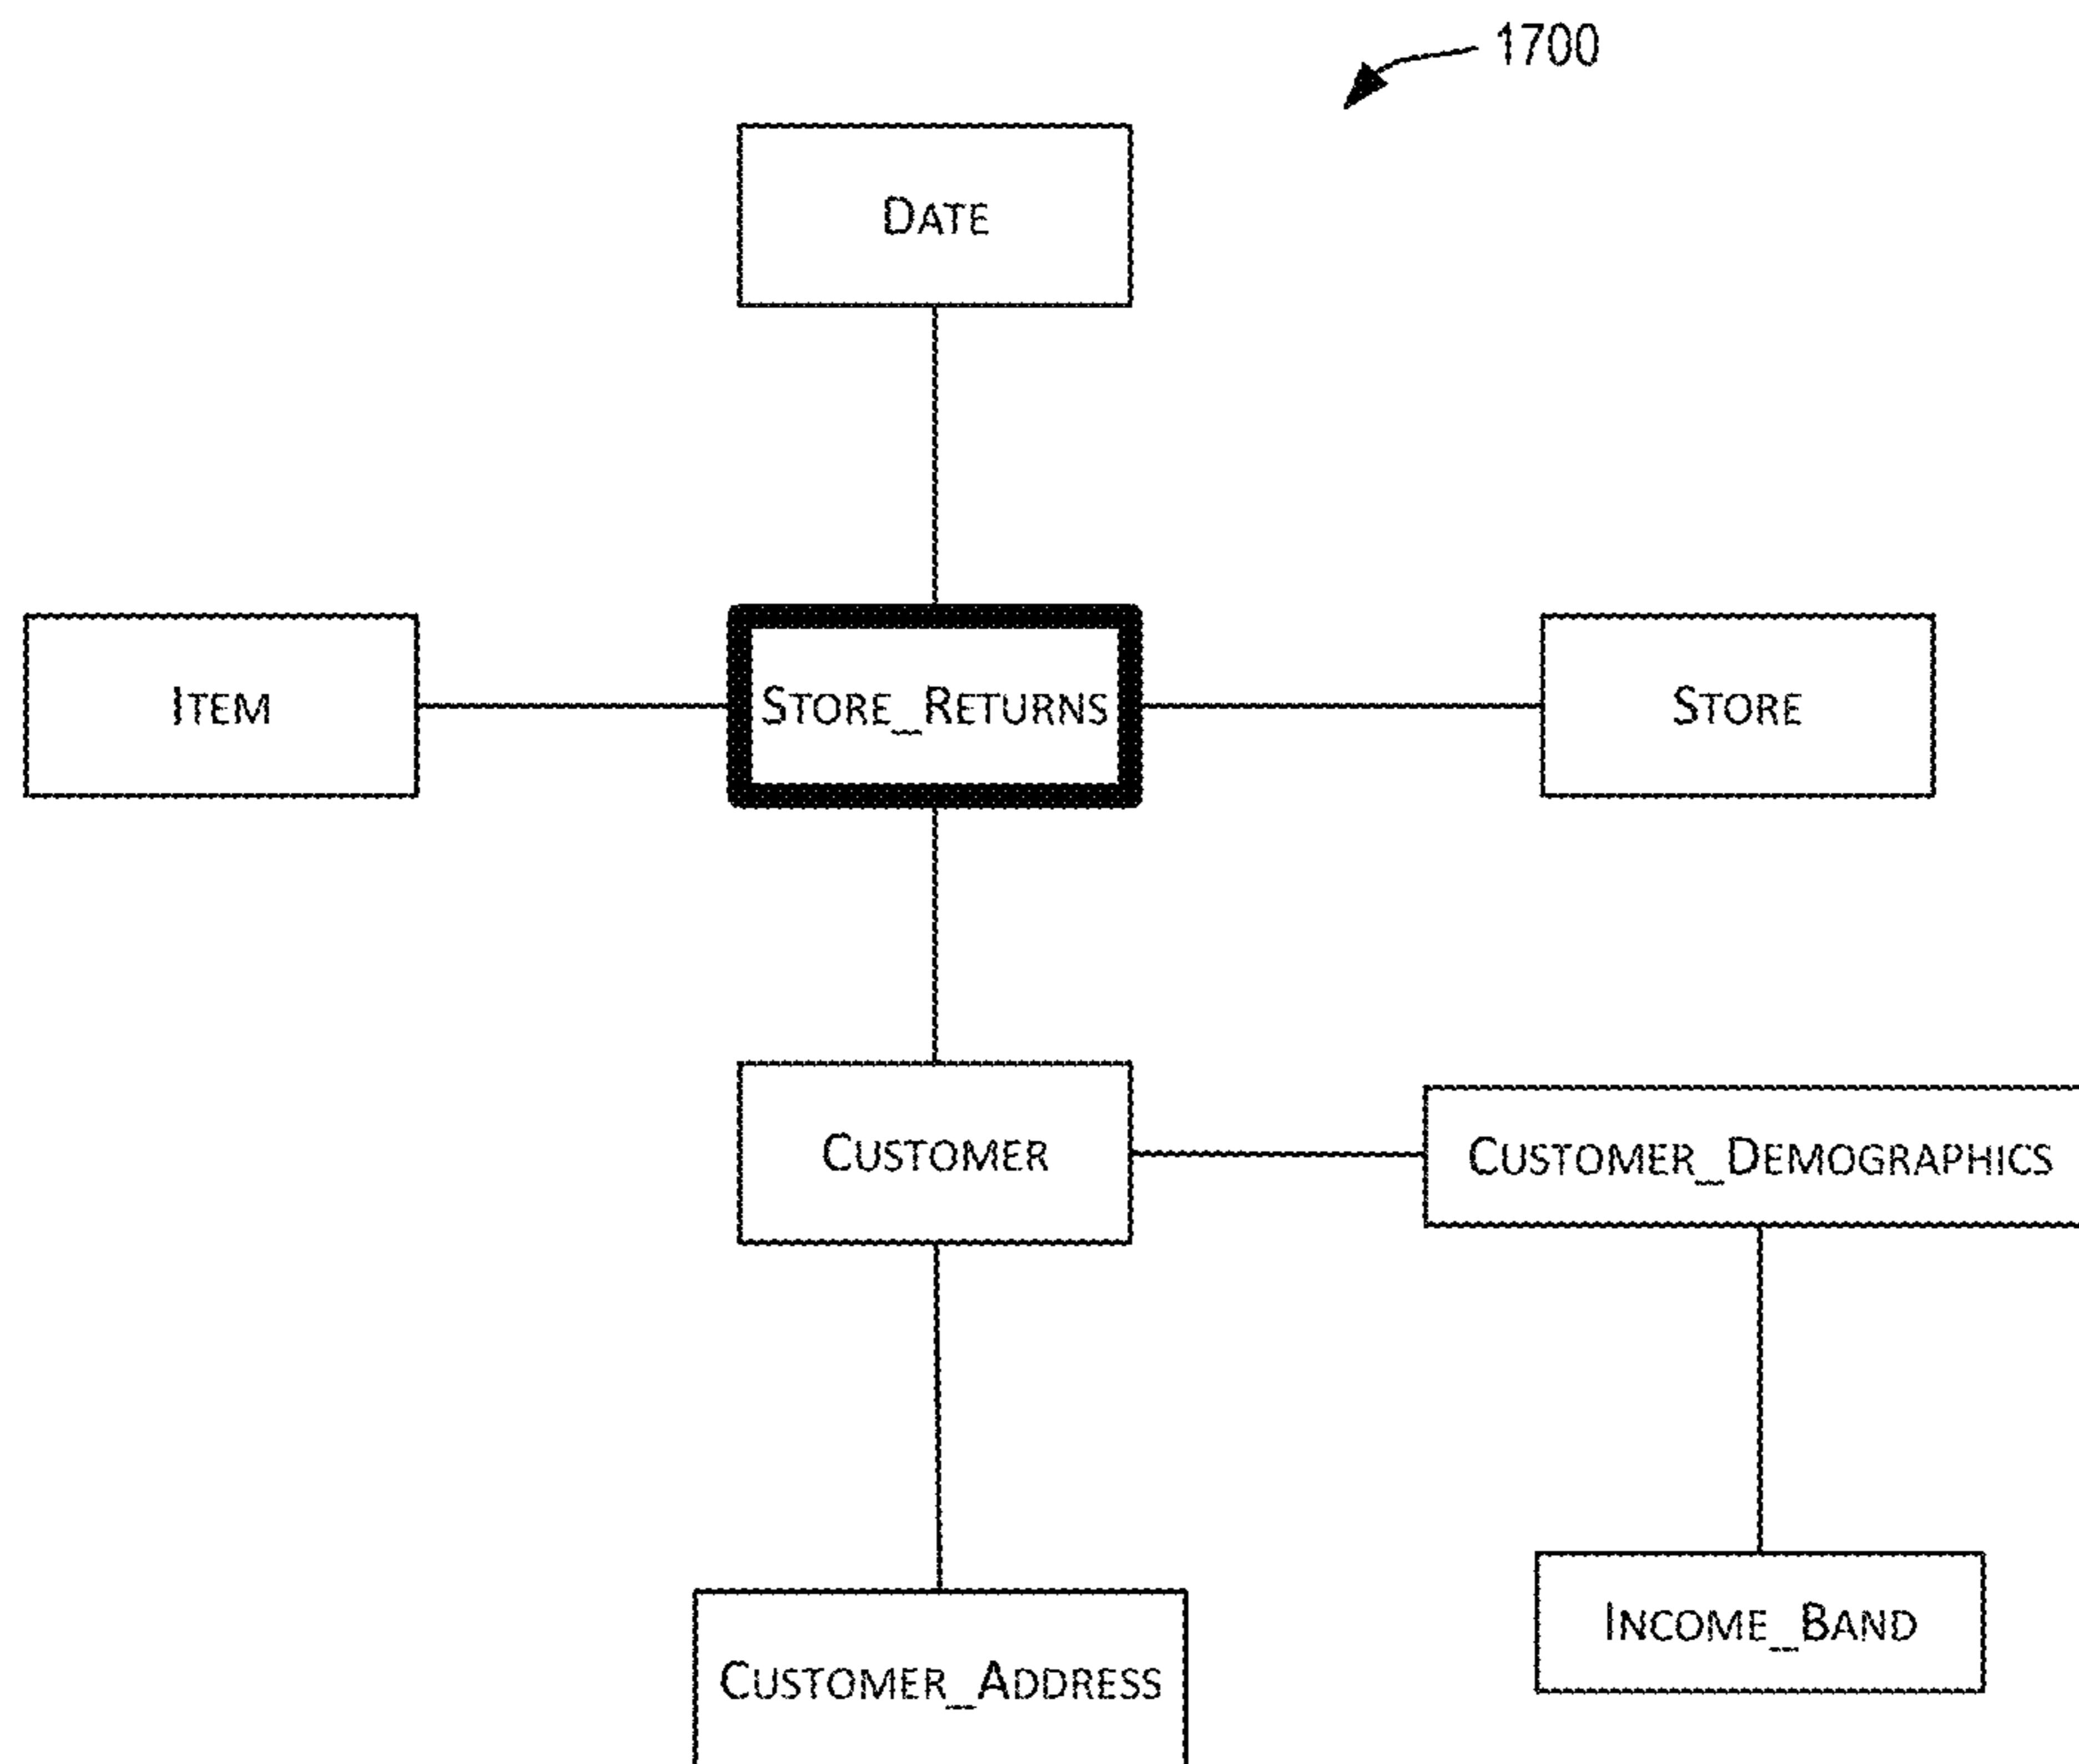 1700
DATE
ITEM
STORE_RETURNS
STORE
CUSTOMER
CUSTOMER_DEMOGRAPHICS
INCOME_BAND
CUSTOMER_ADDRESS